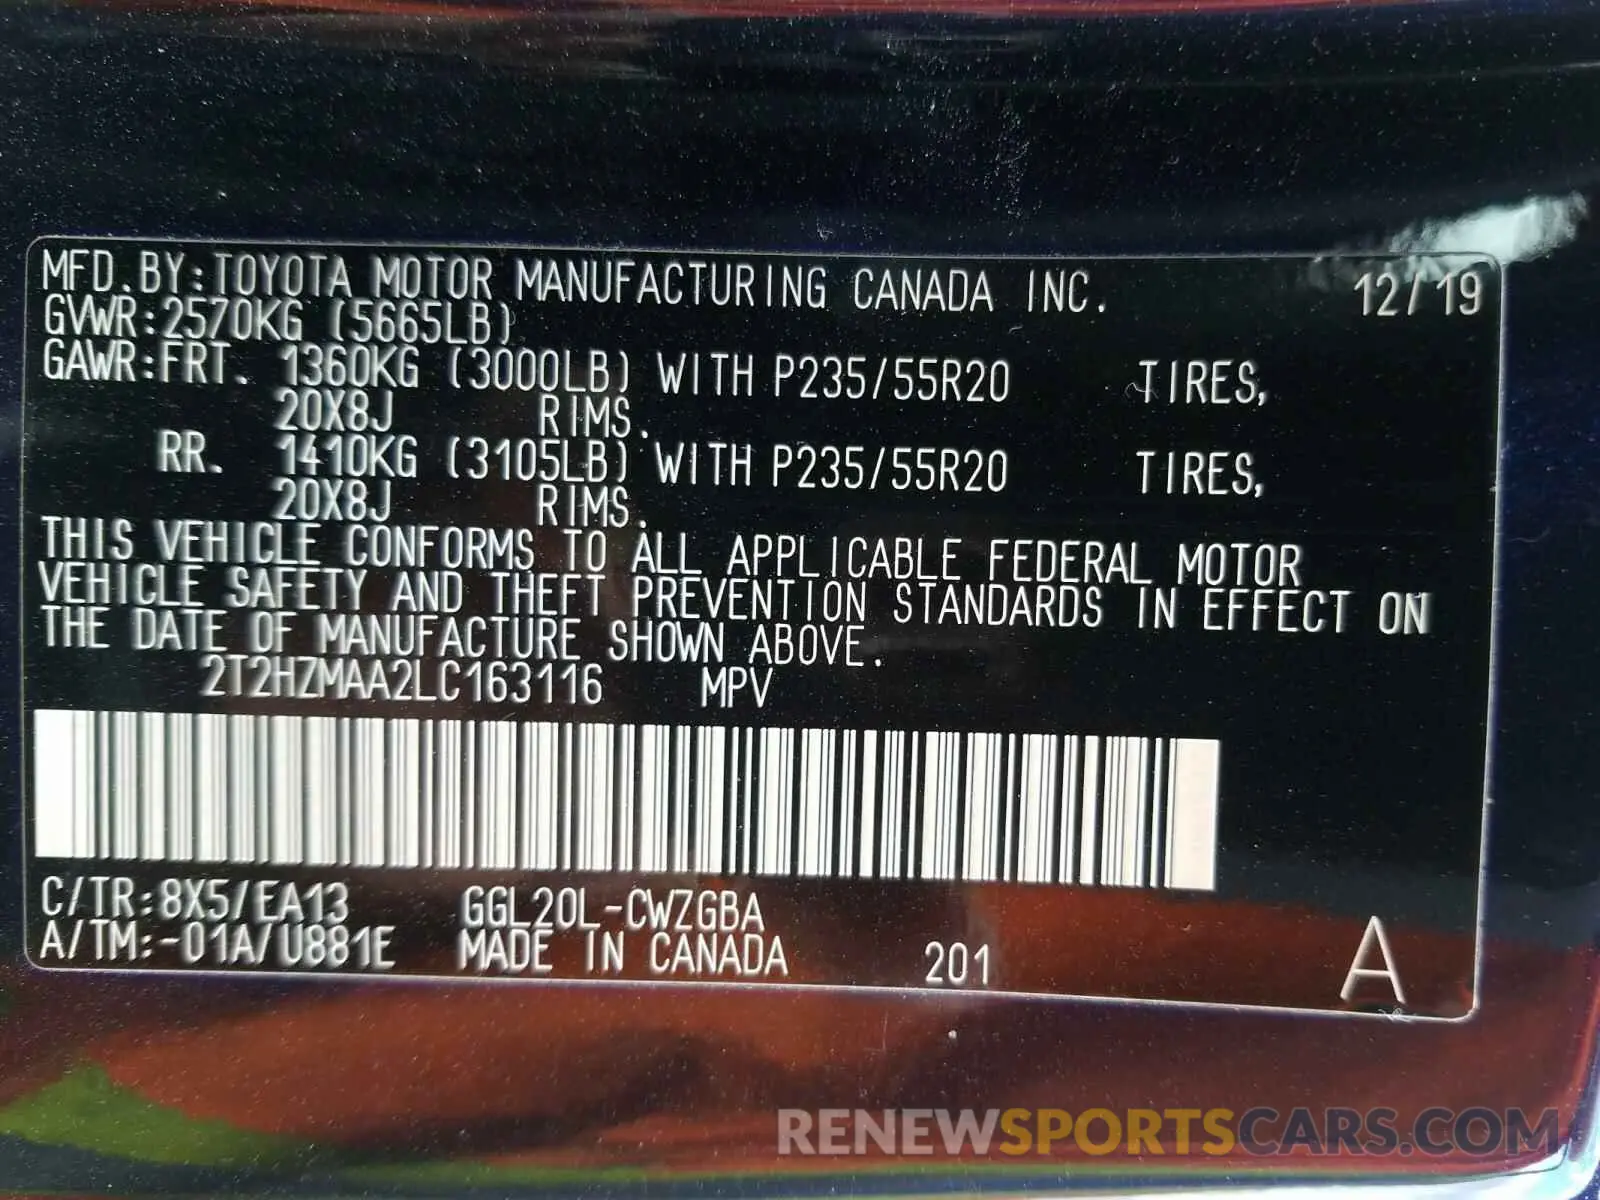 MFD.BY:TOYOTA MOTOR MANUFACTURING CANADA INC. 12/19
GVWR:2570KG (5665LB)
GAWR:FRT. 1360KG (3000LB) WITH P235/55R20 TIRES,
20X8J RIMS.
RR. 1410KG (3105LB) WITH P235/55R20 TIRES,
20X8J RIMS.
THIS VEHICLE CONFORMS TO ALL APPLICABLE FEDERAL MOTOR
VEHICLE SAFETY AND THEFT PREVENTION STANDARDS IN EFFECT ON
THE DATE OF MANUFACTURE SHOWN ABOVE.
2T2HZMAA2LC163116 MPV
C/TR:8X5/EA13 GGL20L-CWZGBA
A/TM:-01A/U881E MADE IN CANADA 201 A
RENEWSPORTSCARS.COM